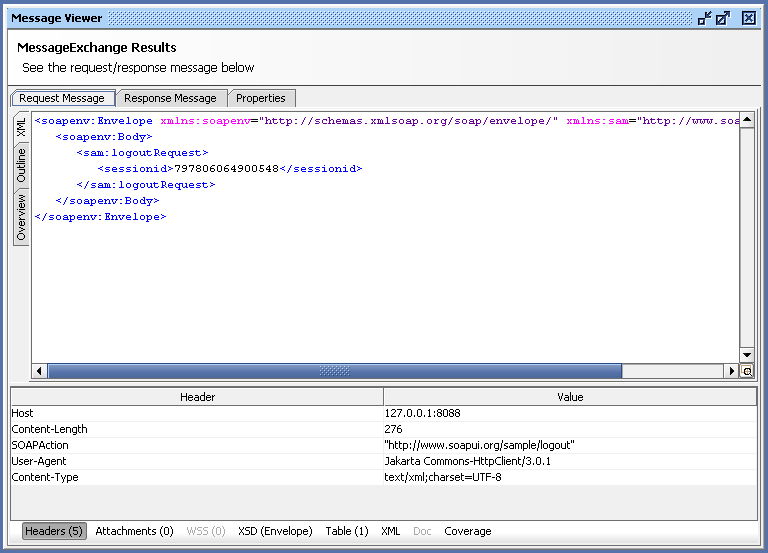 Message Viewer
MessageExchange Results
See the request/response message below
Request Message Response Message Properties
XML
Outline
Overview
<soapenv:Envelope xmlns:soapenv="http://schemas.xmlsoap.org/soap/envelope/" xmlns:sam="http://www.soa
<soapenv:Body>
<sam:logoutRequest>
<sessionid>797806064900548</sessionid>
</sam:logoutRequest>
</soapenv:Body>
</soapenv:Envelope>
Header Value
Host 127.0.0.1:8088
Content-Length 276
SOAPAction "http://www.soapui.org/sample/logout"
User-Agent Jakarta Commons-HttpClient/3.0.1
Content-Type text/xml;charset=UTF-8
Headers (5) Attachments (0) WSS (0) XSD (Envelope) Table (1) XML Doc Coverage